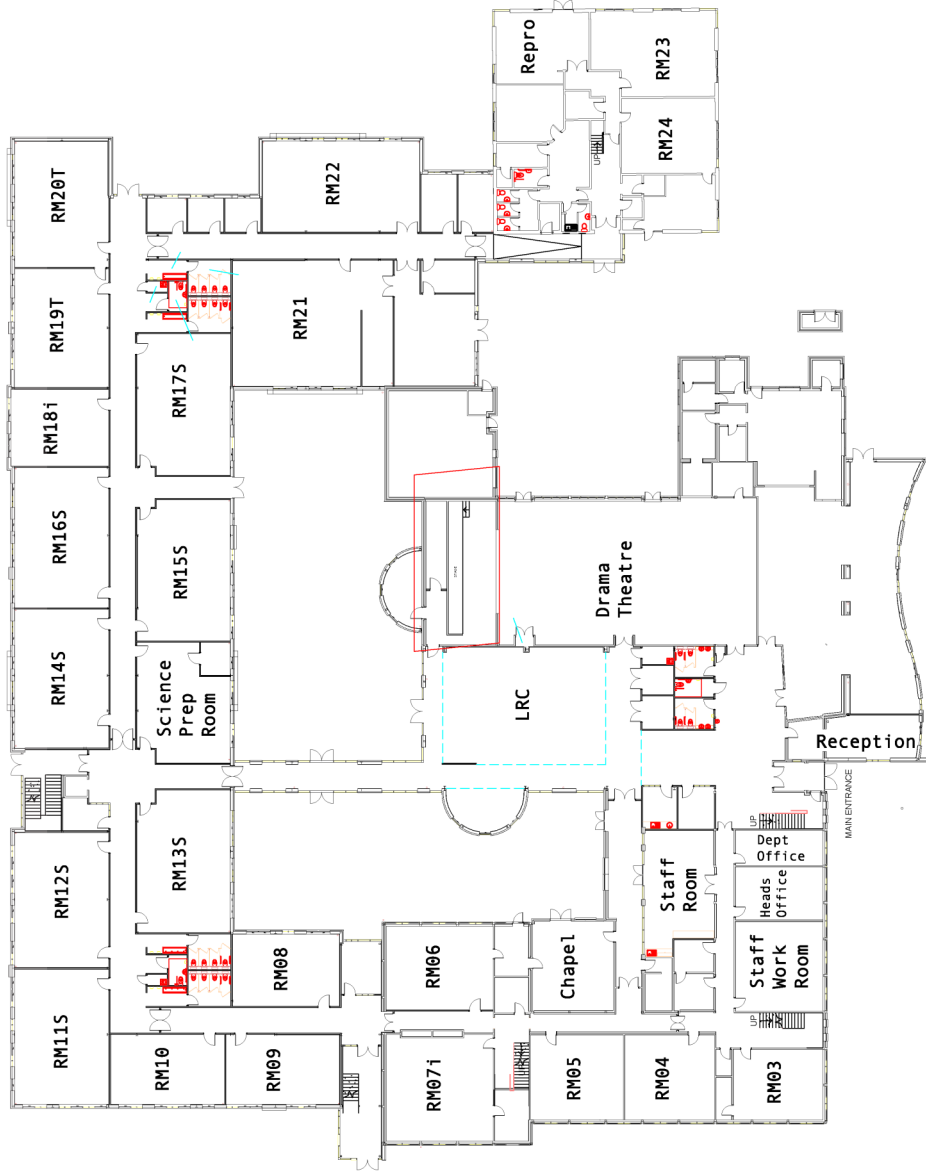 Repro
RM23
RM24
UP
RM20T
RM22
RM19T
RM21
RM18i
RM17S
RM16S
RM15S
STAGE
Drama
Theatre
RM14S
Science
Prep
Room
LRC
Reception
MAIN ENTRANCE
UP
Dept
Office
RM12S
RM13S
Staff
Room
Heads
Office
RM08
RM06
Chapel
Staff
Work
Room
RM11S
UP
RM10
RM09
RM07i
RM05
RM04
RM03